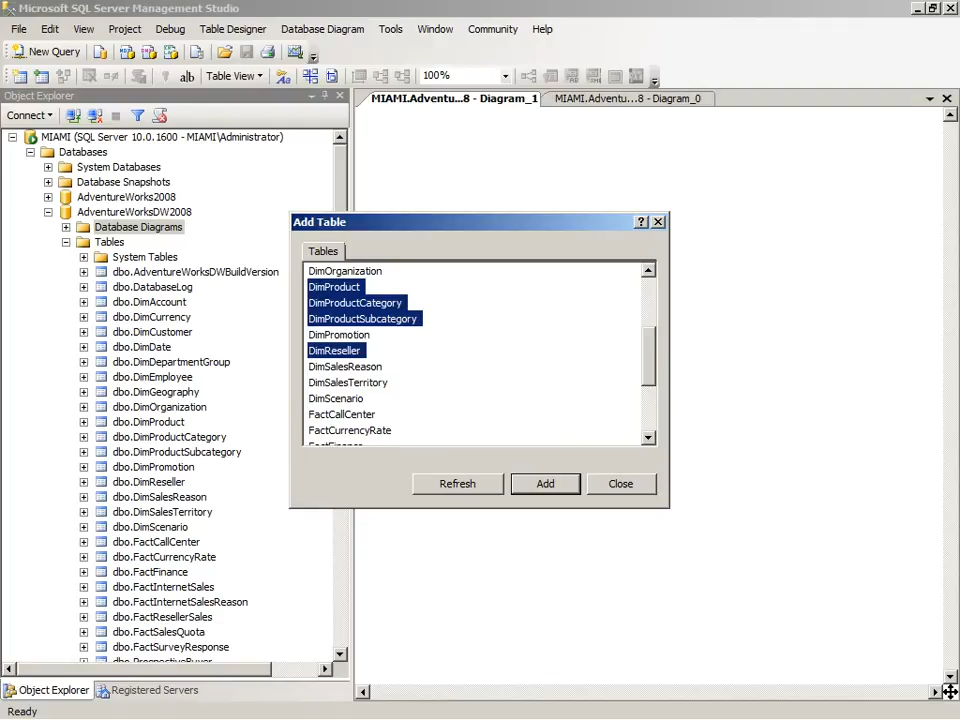 Microsoft SQL Server Management Studio
File Edit View Project Debug Table Designer Database Diagram Tools Window Community Help
New Query
Table View 100%
Object Explorer
MIAMI.Adventu...8 - Diagram_1 MIAMI.Adventu...8 - Diagram_0
Connect
MIAMI (SQL Server 10.0.1600 - MIAMI\Administrator)
Databases
System Databases
Database Snapshots
AdventureWorks2008
AdventureWorksDW2008
Database Diagrams
Tables
System Tables
dbo.AdventureWorksDWBuildVersion
dbo.DatabaseLog
dbo.DimAccount
dbo.DimCurrency
dbo.DimCustomer
dbo.DimDate
dbo.DimDepartmentGroup
dbo.DimEmployee
dbo.DimGeography
dbo.DimOrganization
dbo.DimProduct
dbo.DimProductCategory
dbo.DimProductSubcategory
dbo.DimPromotion
dbo.DimReseller
dbo.DimSalesReason
dbo.DimSalesTerritory
dbo.DimScenario
dbo.FactCallCenter
dbo.FactCurrencyRate
dbo.FactFinance
dbo.FactInternetSales
dbo.FactInternetSalesReason
dbo.FactResellerSales
dbo.FactSalesQuota
dbo.FactSurveyResponse
dbo.ProspectiveBuyer
Add Table
Tables
DimOrganization
DimProduct
DimProductCategory
DimProductSubcategory
DimPromotion
DimReseller
DimSalesReason
DimSalesTerritory
DimScenario
FactCallCenter
FactCurrencyRate
FactFinance
Refresh Add Close
Object Explorer Registered Servers
Ready